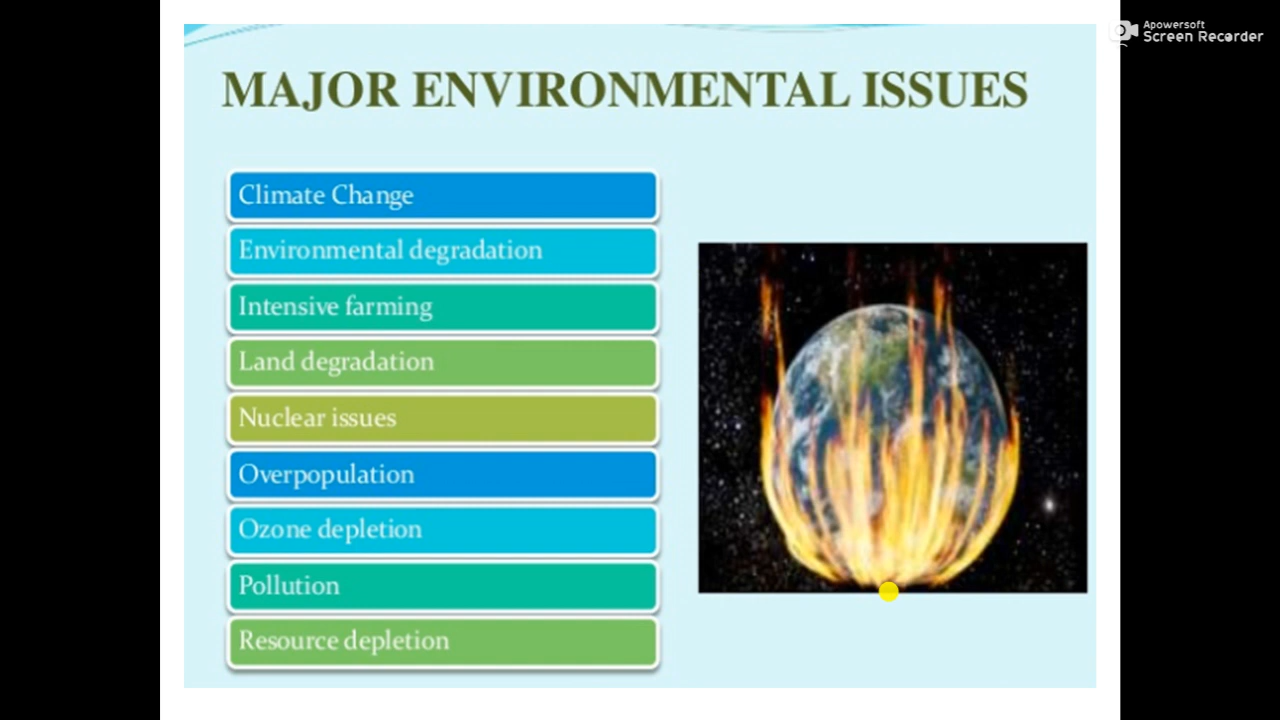 Apowersoft
Screen Recorder
MAJOR ENVIRONMENTAL ISSUES
Climate Change
Environmental degradation
Intensive farming
Land degradation
Nuclear issues
Overpopulation
Ozone depletion
Pollution
Resource depletion